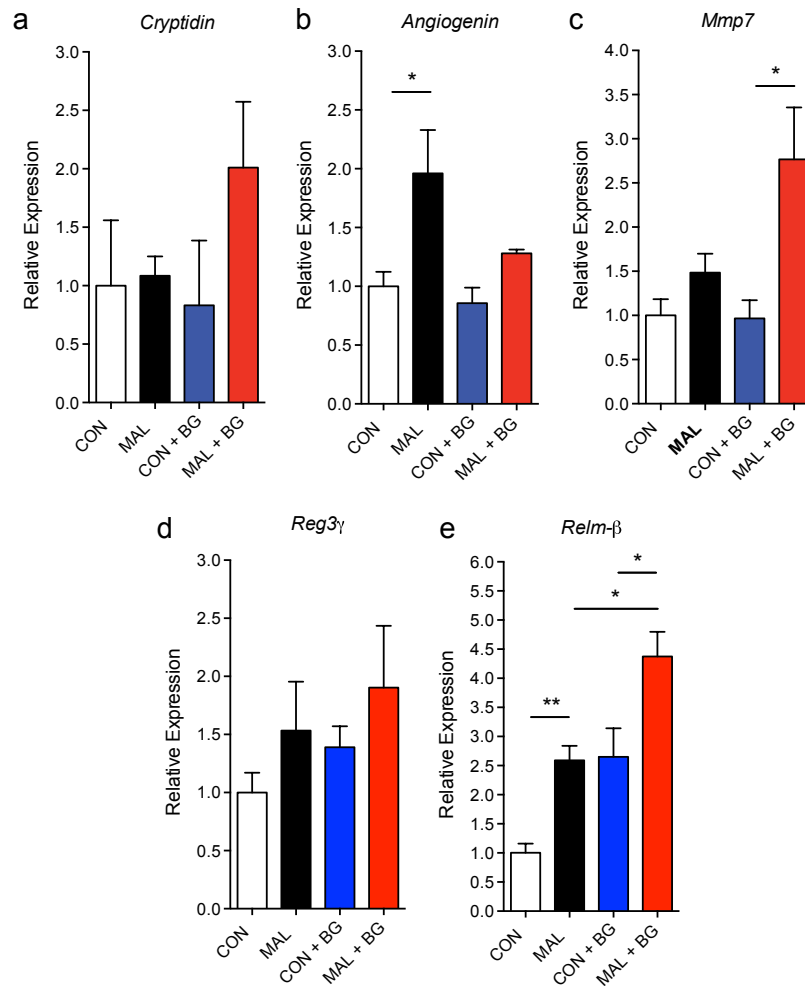 a
Cryptidin
Relative Expression
3.0
2.5
2.0
1.5
1.0
0.5
0.0
CON
MAL
CON + BG
MAL + BG
b
Angiogenin
Relative Expression
3.0
2.5
2.0
1.5
1.0
0.5
0.0
*
CON
MAL
CON + BG
MAL + BG
c
Mmp7
Relative Expression
4.0
3.5
3.0
2.5
2.0
1.5
1.0
0.5
0.0
*
CON
MAL
CON + BG
MAL + BG
d
Reg3γ
Relative Expression
3.0
2.5
2.0
1.5
1.0
0.5
0.0
CON
MAL
CON + BG
MAL + BG
e
Relm-β
Relative Expression
6.0
5.5
5.0
4.5
4.0
3.5
3.0
2.5
2.0
1.5
1.0
0.5
0.0
*
*
**
CON
MAL
CON + BG
MAL + BG